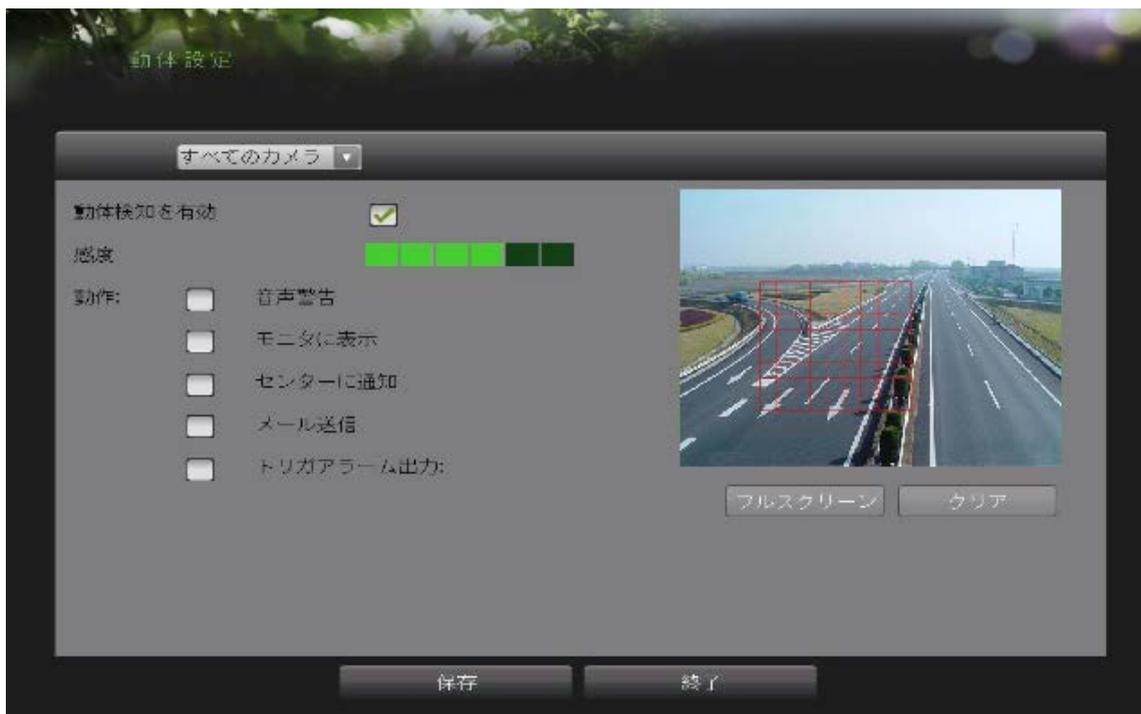 動体設定
すべてのカメラ
動体検知を有効
感度
動作: 音声警告
モニタに表示
センターに通知
メール送信
トリガアラーム出力:
フルスクリーン クリア
保存 終了